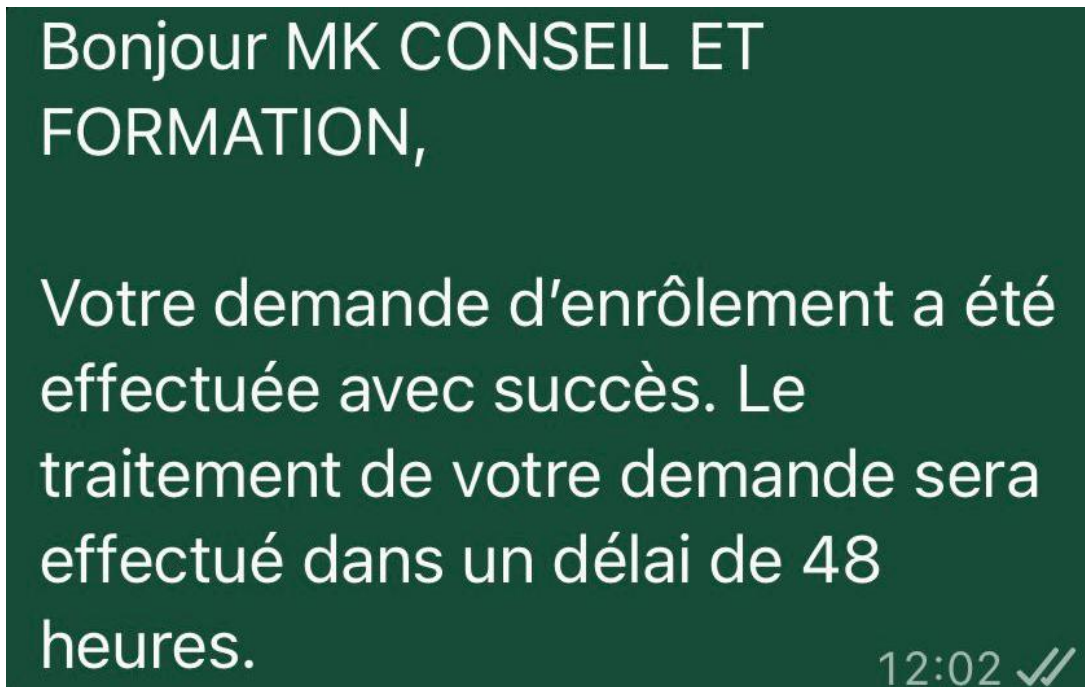 Bonjour MK CONSEIL ET
FORMATION,
Votre demande d’enrôlement a été
effectuée avec succès. Le
traitement de votre demande sera
effectué dans un délai de 48
heures.
12:02